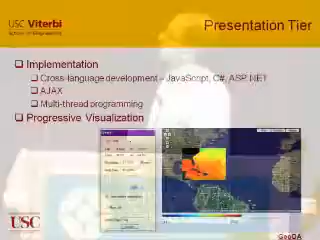 USC Viterbi
School of Engineering
Presentation Tier
Implementation
Cross-language development – JavaScript, C#, ASP.NET
AJAX
Multi-thread programming
Progressive Visualization
USC
GeoDA